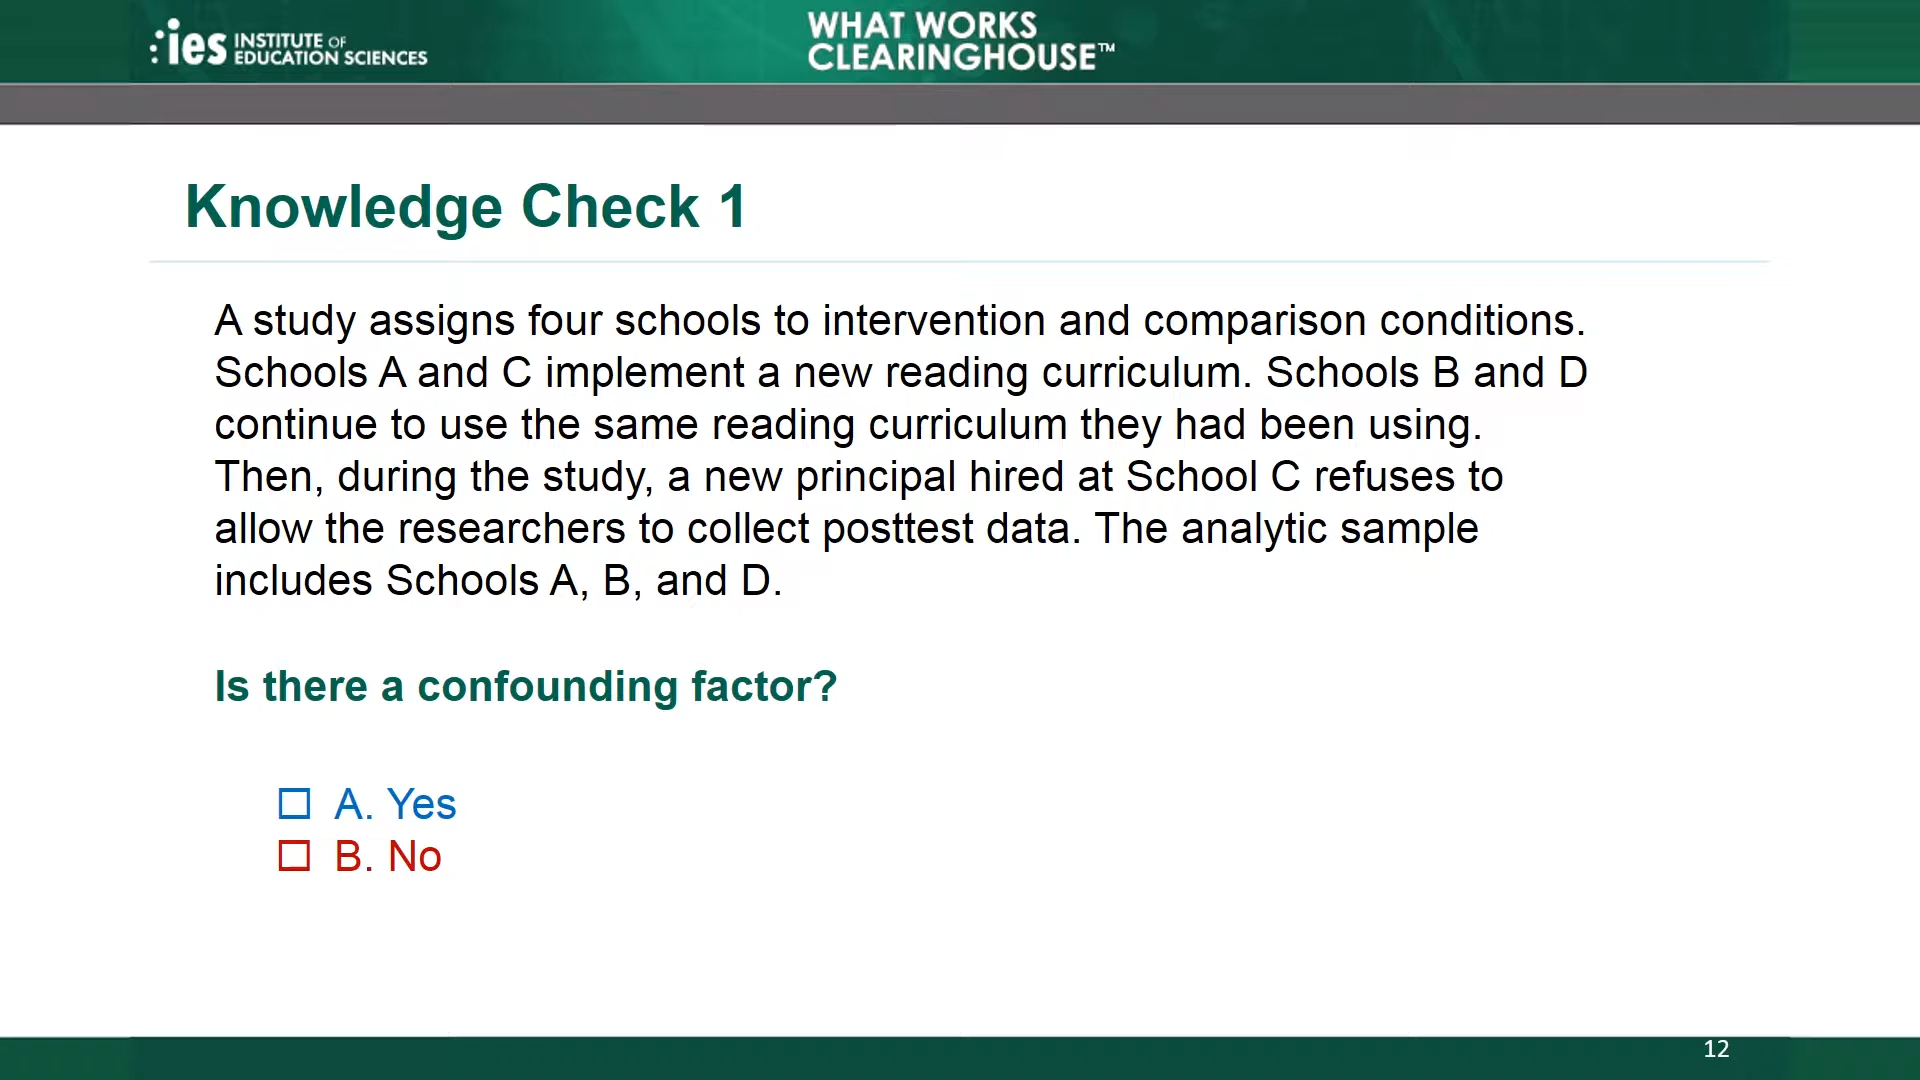 ies INSTITUTE OF
EDUCATION SCIENCES
WHAT WORKS
CLEARINGHOUSE™
Knowledge Check 1
A study assigns four schools to intervention and comparison conditions.
Schools A and C implement a new reading curriculum. Schools B and D
continue to use the same reading curriculum they had been using.
Then, during the study, a new principal hired at School C refuses to
allow the researchers to collect posttest data. The analytic sample
includes Schools A, B, and D.
Is there a confounding factor?
☐ A. Yes
☐ B. No
12